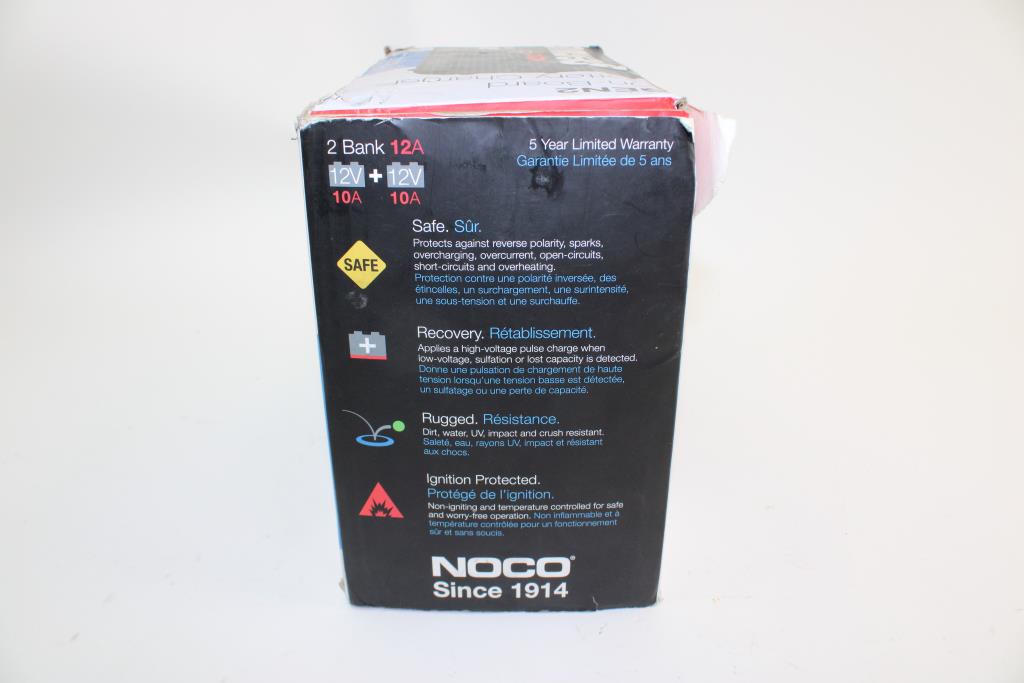 GEN2
On-Board
Battery Charger
2 Bank 12A
12V + 12V
10A 10A
5 Year Limited Warranty
Garantie Limitée de 5 ans
SAFE
Safe. Sûr.
Protects against reverse polarity, sparks,
overcharging, overcurrent, open-circuits,
short-circuits and overheating.
Protection contre une polarité inversée, des
étincelles, un surchargement, une surintensité,
une sous-tension et une surchauffe.
Recovery. Rétablissement.
Applies a high-voltage pulse charge when
low-voltage, sulfation or lost capacity is detected.
Donne une pulsation de chargement de haute
tension lorsqu'une tension basse est détectée,
un sulfatage ou une perte de capacité.
Rugged. Résistance.
Dirt, water, UV, impact and crush resistant.
Saleté, eau, rayons UV, impact et résistant
aux chocs.
Ignition Protected.
Protégé de l'ignition.
Non-igniting and temperature controlled for safe
and worry-free operation. Non inflammable et à
température contrôlée pour un fonctionnement
sûr et sans soucis.
NOCO®
Since 1914